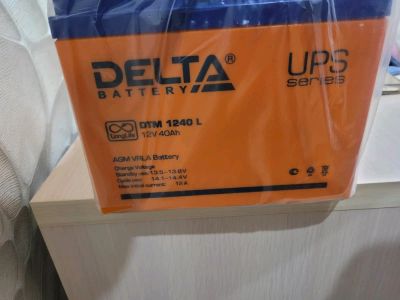 DELTA®
BATTERY
UPS
series
LongLife
DTM 1240 L
12V 40Ah
AGM VRLA Battery
Charge Voltage
Standby use: 13.5-13.8V
Cycle use: 14.1-14.4V
Max initial current: 12 A